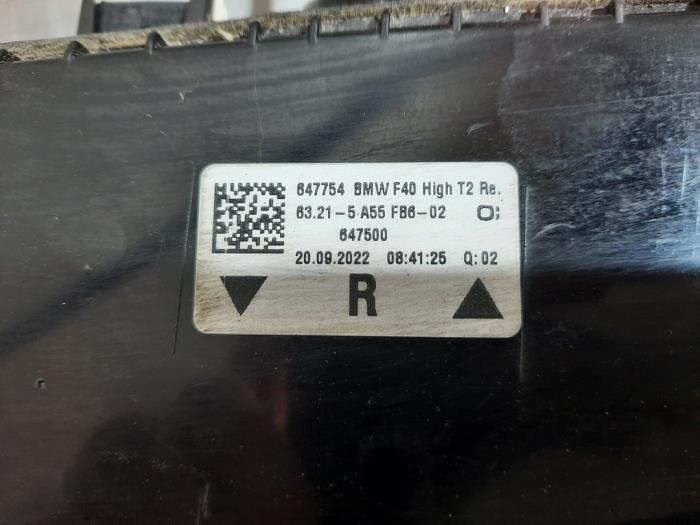 647754 BMW F40 High T2 Re.
63.21-5 A55 FB6-02 O;
647500
20.09.2022 08:41:25 Q:02
R